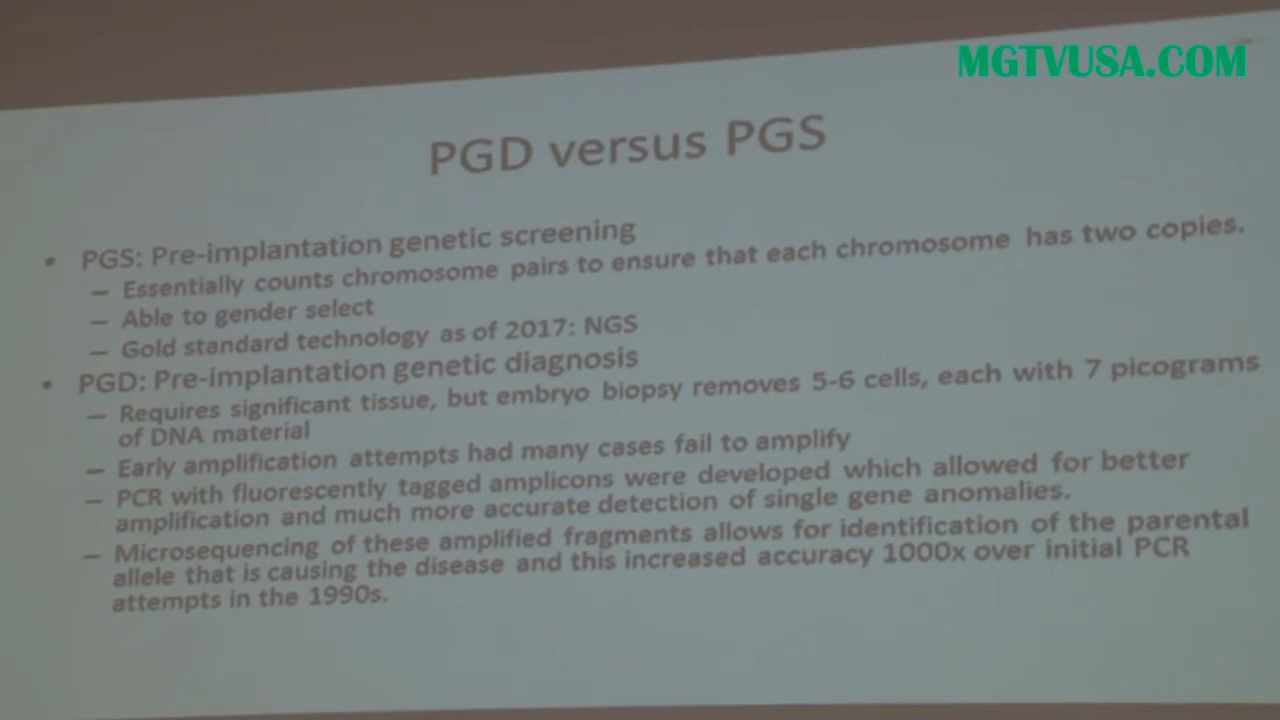 MGTVUSA.COM
PGD versus PGS
• PGS: Pre-implantation genetic screening
– Essentially counts chromosome pairs to ensure that each chromosome has two copies.
– Able to gender select
– Gold standard technology as of 2017: NGS
• PGD: Pre-implantation genetic diagnosis
– Requires significant tissue, but embryo biopsy removes 5-6 cells, each with 7 picograms
of DNA material
– Early amplification attempts had many cases fail to amplify
– PCR with fluorescently tagged amplicons were developed which allowed for better
amplification and much more accurate detection of single gene anomalies.
– Microsequencing of these amplified fragments allows for identification of the parental
allele that is causing the disease and this increased accuracy 1000x over initial PCR
attempts in the 1990s.